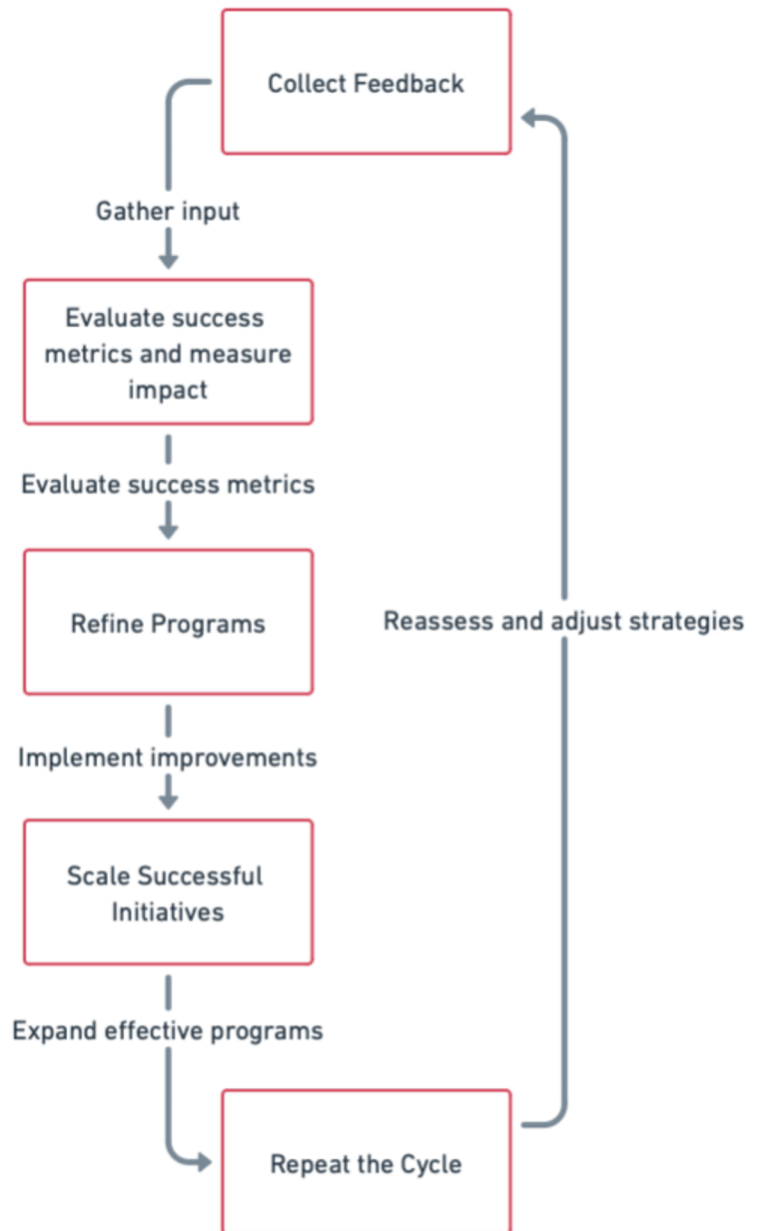 Collect Feedback
Gather input
Evaluate success
metrics and measure
impact
Evaluate success metrics
Refine Programs
Reassess and adjust strategies
Implement improvements
Scale Successful
Initiatives
Expand effective programs
Repeat the Cycle